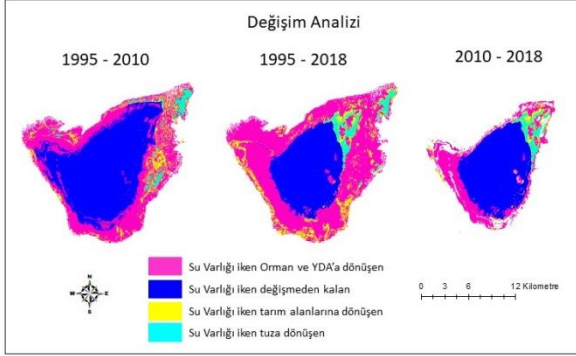 Değişim Analizi
1995 - 2010
1995 - 2018
2010 - 2018
Su Varlığı iken Orman ve YDA'a dönüşen
Su Varlığı iken değişmeden kalan
Su Varlığı iken tarım alanlarına dönüşen
Su Varlığı iken tuza dönüşen
N
W
E
S
0 3 6 12 Kilometre